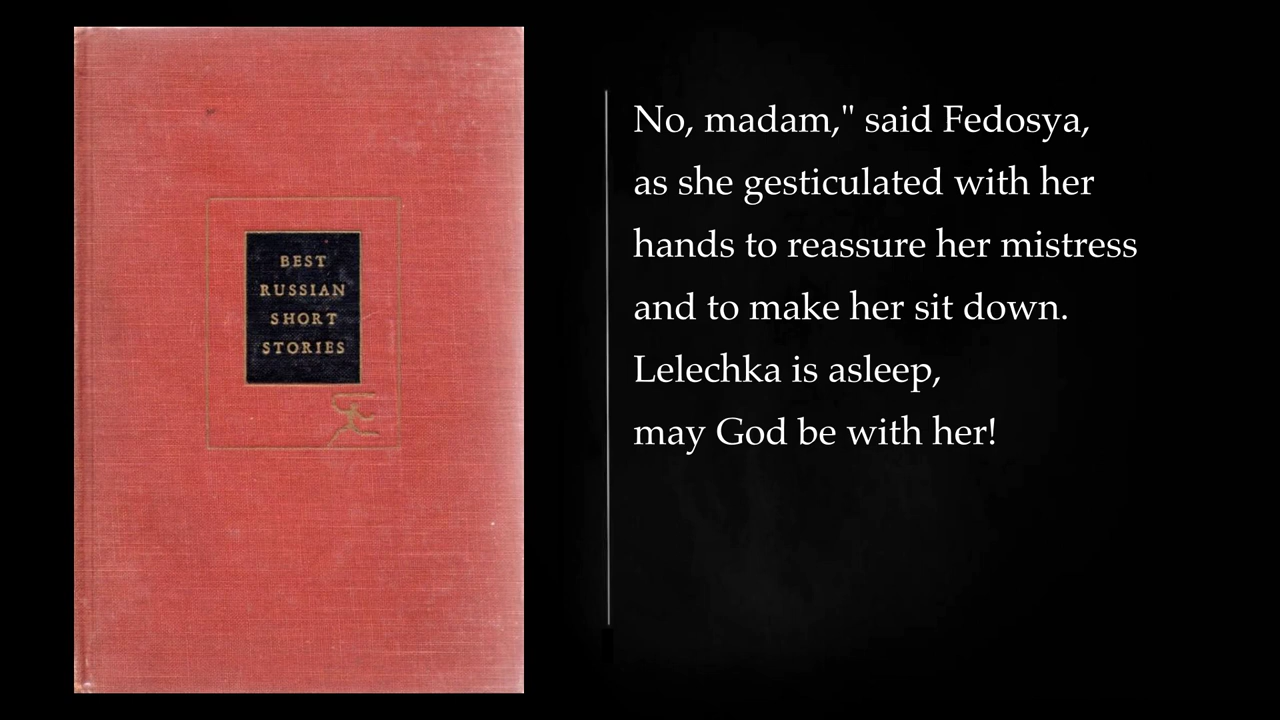 BEST
RUSSIAN
SHORT
STORIES
No, madam," said Fedosya,
as she gesticulated with her
hands to reassure her mistress
and to make her sit down.
Lelechka is asleep,
may God be with her!